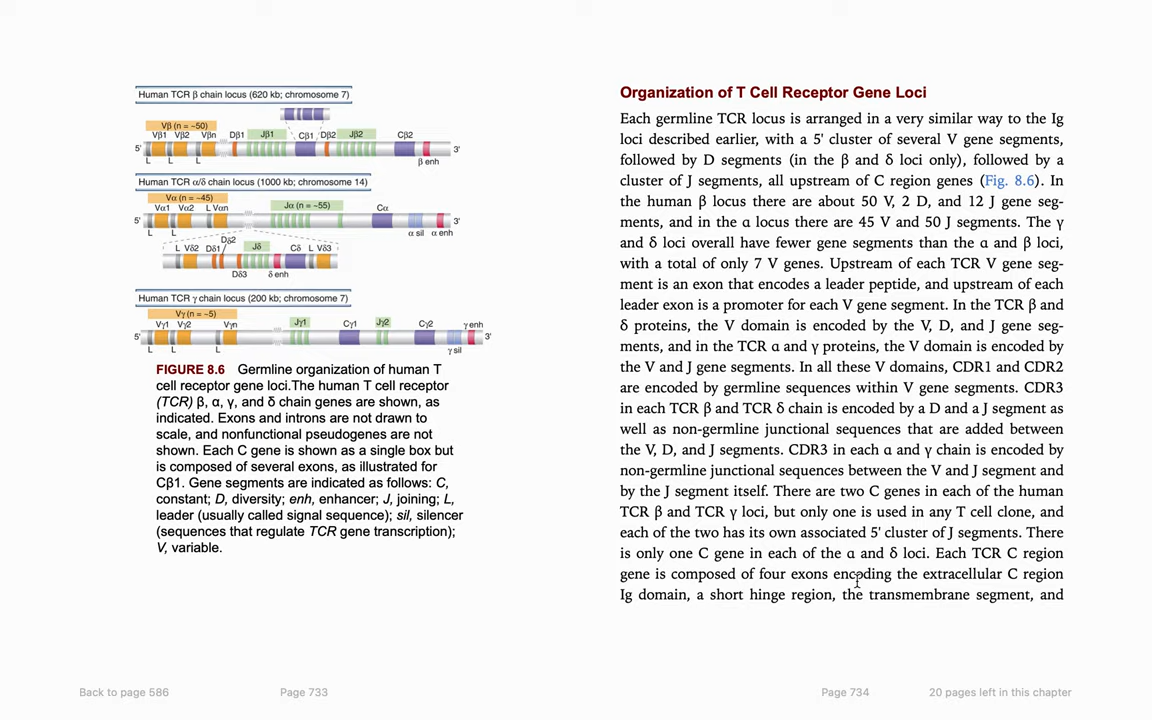 Human TCR β chain locus (620 kb; chromosome 7)
Vβ (n = ~50)
Vβ1 Vβ2 Vβn Dβ1 Jβ1 Cβ1 Dβ2 Jβ2 Cβ2
5' 3'
L L L β enh
Human TCR α/δ chain locus (1000 kb; chromosome 14)
Vα (n = ~45)
Jα (n = ~55)
Vα1 Vα2 L Vαn Cα
5' 3'
L L α sil α enh
Dδ2
L Vδ2 Dδ1 Jδ Cδ L Vδ3
Dδ3 δ enh
Human TCR γ chain locus (200 kb; chromosome 7)
Vγ (n = ~5)
Vγ1 Vγ2 Vγn Jγ1 Cγ1 Jγ2 Cγ2 γ enh
5' 3'
L L L γ sil
FIGURE 8.6 Germline organization of human T
cell receptor gene loci.The human T cell receptor
(TCR) β, α, γ, and δ chain genes are shown, as
indicated. Exons and introns are not drawn to
scale, and nonfunctional pseudogenes are not
shown. Each C gene is shown as a single box but
is composed of several exons, as illustrated for
Cβ1. Gene segments are indicated as follows: C,
constant; D, diversity; enh, enhancer; J, joining; L,
leader (usually called signal sequence); sil, silencer
(sequences that regulate TCR gene transcription);
V, variable.
Organization of T Cell Receptor Gene Loci
Each germline TCR locus is arranged in a very similar way to the Ig
loci described earlier, with a 5' cluster of several V gene segments,
followed by D segments (in the β and δ loci only), followed by a
cluster of J segments, all upstream of C region genes (Fig. 8.6). In
the human β locus there are about 50 V, 2 D, and 12 J gene seg-
ments, and in the α locus there are 45 V and 50 J segments. The γ
and δ loci overall have fewer gene segments than the α and β loci,
with a total of only 7 V genes. Upstream of each TCR V gene seg-
ment is an exon that encodes a leader peptide, and upstream of each
leader exon is a promoter for each V gene segment. In the TCR β and
δ proteins, the V domain is encoded by the V, D, and J gene seg-
ments, and in the TCR α and γ proteins, the V domain is encoded by
the V and J gene segments. In all these V domains, CDR1 and CDR2
are encoded by germline sequences within V gene segments. CDR3
in each TCR β and TCR δ chain is encoded by a D and a J segment as
well as non-germline junctional sequences that are added between
the V, D, and J segments. CDR3 in each α and γ chain is encoded by
non-germline junctional sequences between the V and J segment and
by the J segment itself. There are two C genes in each of the human
TCR β and TCR γ loci, but only one is used in any T cell clone, and
each of the two has its own associated 5' cluster of J segments. There
is only one C gene in each of the α and δ loci. Each TCR C region
gene is composed of four exons encoding the extracellular C region
Ig domain, a short hinge region, the transmembrane segment, and
Back to page 586 Page 733 Page 734 20 pages left in this chapter